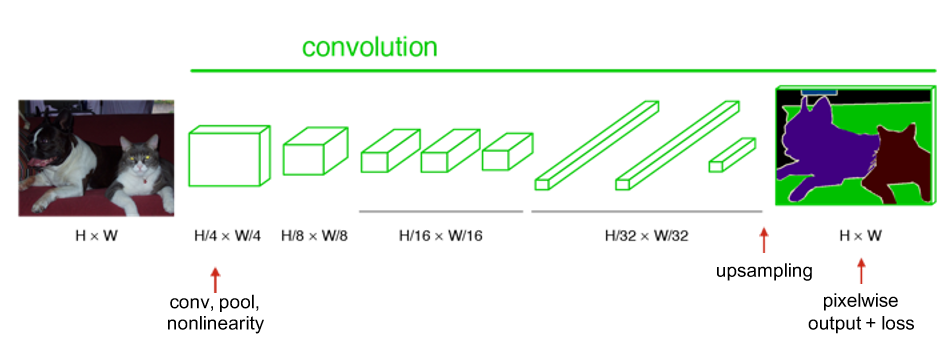 convolution
H × W
H/4 × W/4
H/8 × W/8
H/16 × W/16
H/32 × W/32
H × W
conv, pool,
nonlinearity
upsampling
pixelwise
output + loss